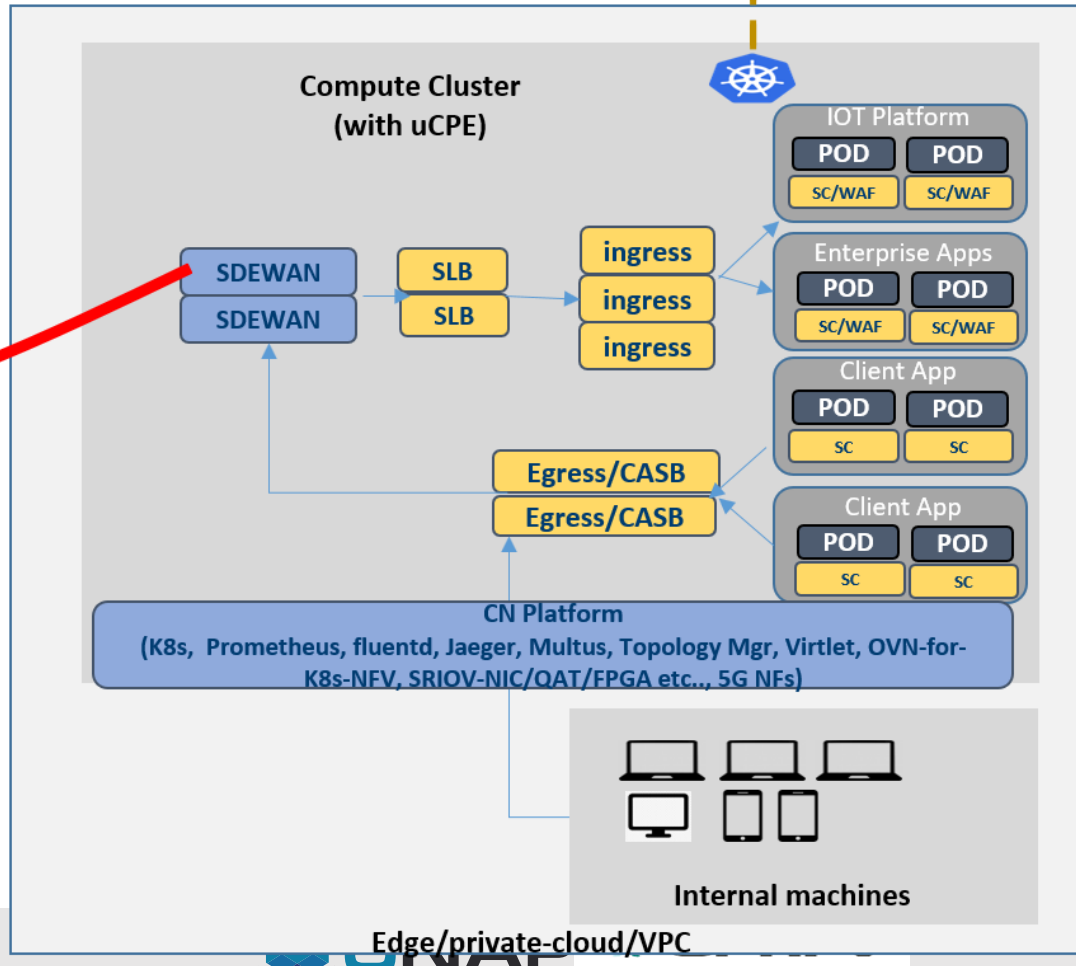 Compute Cluster
(with uCPE)
IOT Platform
POD POD
SC/WAF SC/WAF
Enterprise Apps
POD POD
SC/WAF SC/WAF
SDEWAN
SDEWAN
SLB
SLB
ingress
ingress
ingress
Client App
POD POD
SC SC
Egress/CASB
Egress/CASB
Client App
POD POD
SC SC
CN Platform
(K8s, Prometheus, fluentd, Jaeger, Multus, Topology Mgr, Virtlet, OVN-for-
K8s-NFV, SRIOV-NIC/QAT/FPGA etc.., 5G NFs)
Internal machines
Edge/private-cloud/VPC